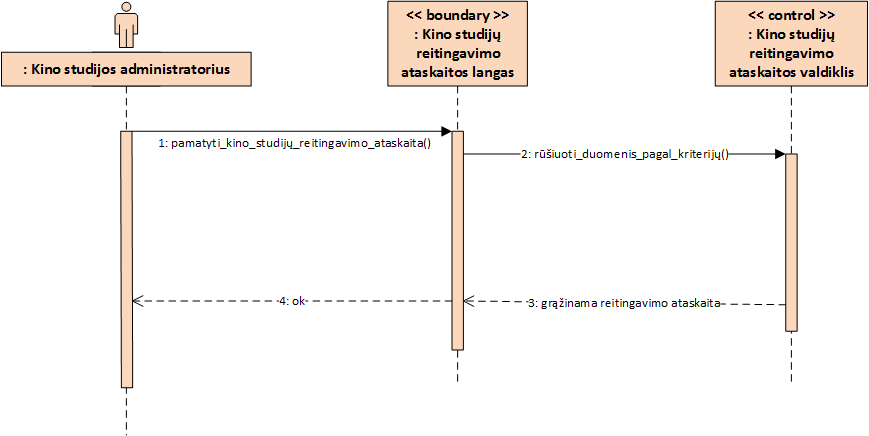 : Kino studijos administratorius
<< boundary >>
: Kino studijų
reitingavimo
ataskaitos langas
<< control >>
: Kino studijų
reitingavimo
ataskaitos valdiklis
1: pamatyti_kino_studijų_reitingavimo_ataskaita()
2: rūšiuoti_duomenis_pagal_kriterijų()
4: ok
3: grąžinama reitingavimo ataskaita